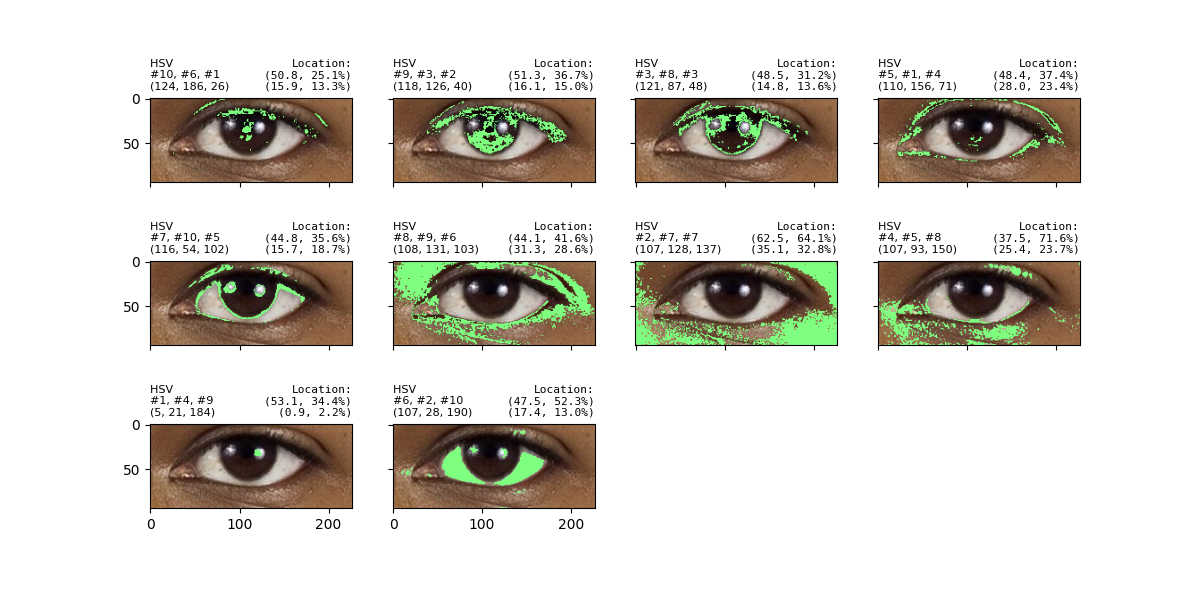 HSV Location:
#10, #6, #1 (50.8, 25.1%)
(124, 186, 26) (15.9, 13.3%)
HSV Location:
#9, #3, #2 (51.3, 36.7%)
(118, 126, 40) (16.1, 15.0%)
HSV Location:
#3, #8, #3 (48.5, 31.2%)
(121, 87, 48) (14.8, 13.6%)
HSV Location:
#5, #1, #4 (48.4, 37.4%)
(110, 156, 71) (28.0, 23.4%)
0
50
HSV Location:
#7, #10, #5 (44.8, 35.6%)
(116, 54, 102) (15.7, 18.7%)
HSV Location:
#8, #9, #6 (44.1, 41.6%)
(108, 131, 103) (31.3, 28.6%)
HSV Location:
#2, #7, #7 (62.5, 64.1%)
(107, 128, 137) (35.1, 32.8%)
HSV Location:
#4, #5, #8 (37.5, 71.6%)
(107, 93, 150) (25.4, 23.7%)
0
50
HSV Location:
#1, #4, #9 (53.1, 34.4%)
(5, 21, 184) (0.9, 2.2%)
HSV Location:
#6, #2, #10 (47.5, 52.3%)
(107, 28, 190) (17.4, 13.0%)
0
50
0 100 200
0 100 200